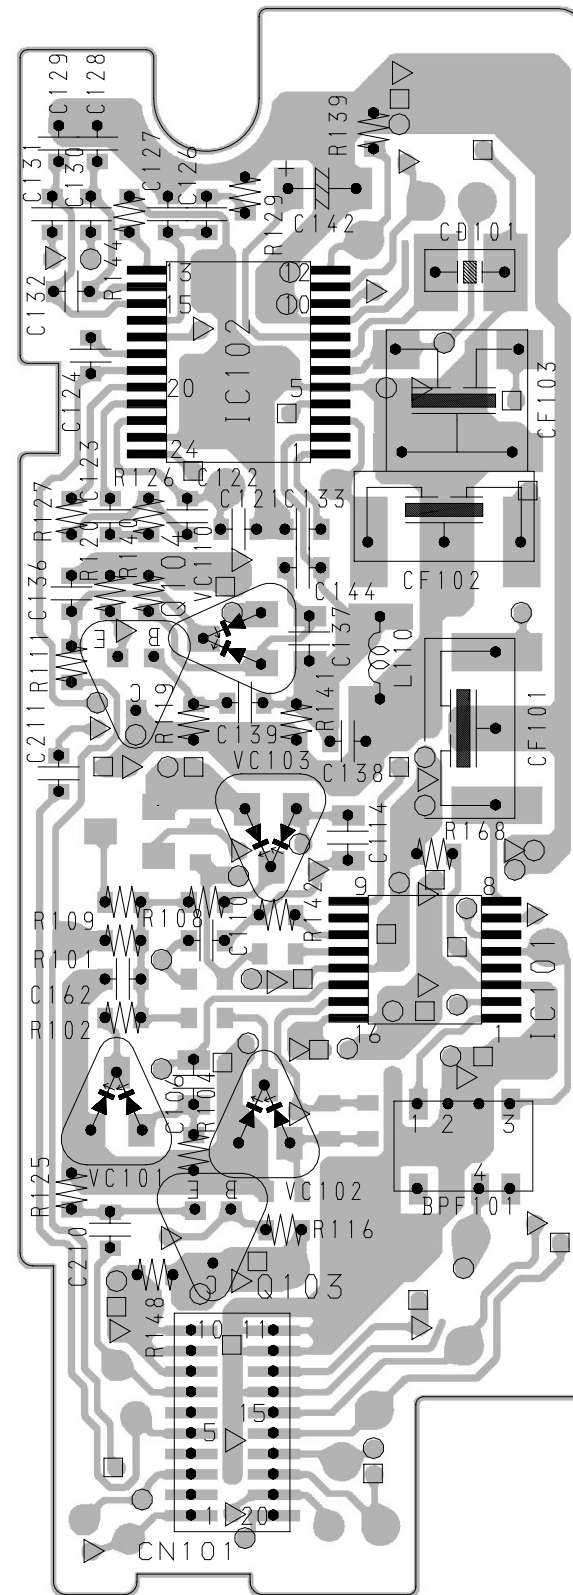 C129
C128
R139
C127
C126
C131
C130
R129
+
C142
CD101
R144
C132
13
12
15
10
IC102
CF103
C124
20
5
24
1
C123
R126
C122
C121
C133
R127
R120
R140
Q104
VC110
CF102
C136
C144
C137
L110
R111
E
B
C
R119
R141
C211
C139
CF101
VC103
C138
C114
R168
R109
R108
C110
R142
9
8
R101
C162
R102
IC101
16
1
C106
R104
1
2
3
VC101
VC102
R125
E
B
4
BPF101
C210
R116
C
Q103
R148
10
11
15
5
1
20
CN101